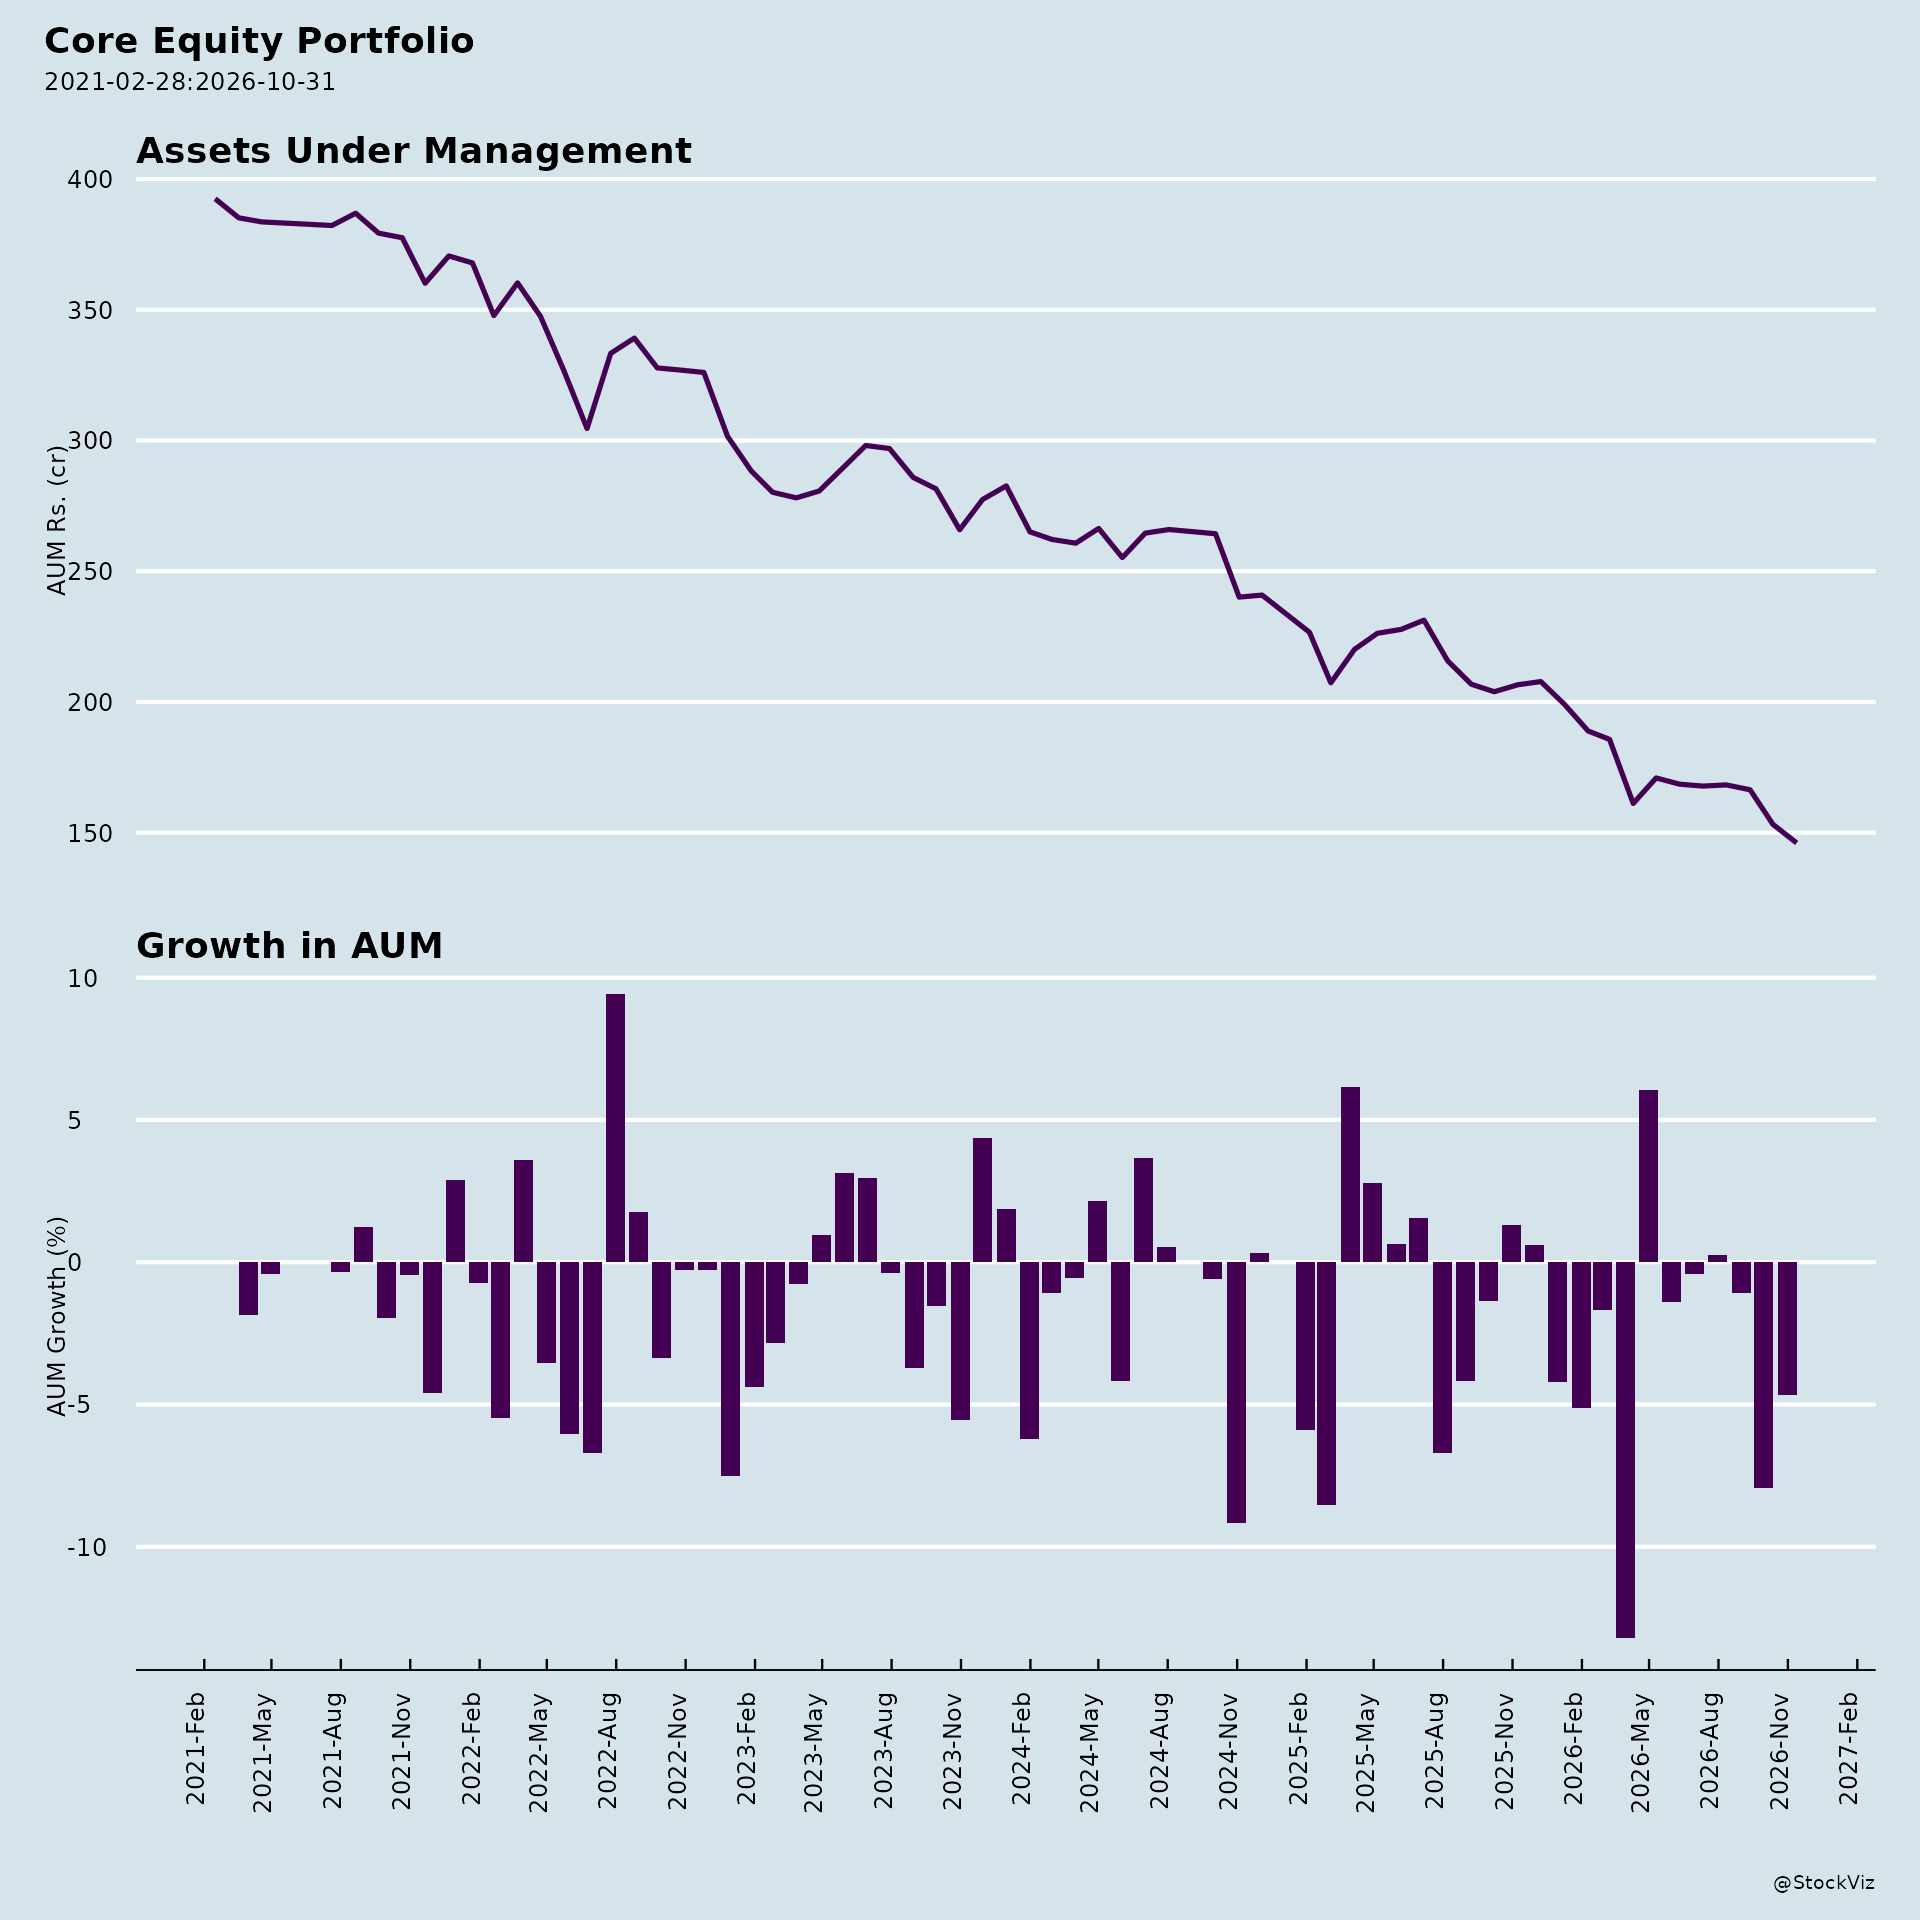 Core Equity Portfolio
2021-02-28:2026-10-31
Assets Under Management
400
350
300
250
200
150
AUM Rs. (cr)
Growth in AUM
10
5
0
-5
-10
AUM Growth (%)
2021-Feb
2021-May
2021-Aug
2021-Nov
2022-Feb
2022-May
2022-Aug
2022-Nov
2023-Feb
2023-May
2023-Aug
2023-Nov
2024-Feb
2024-May
2024-Aug
2024-Nov
2025-Feb
2025-May
2025-Aug
2025-Nov
2026-Feb
2026-May
2026-Aug
2026-Nov
2027-Feb
@StockViz